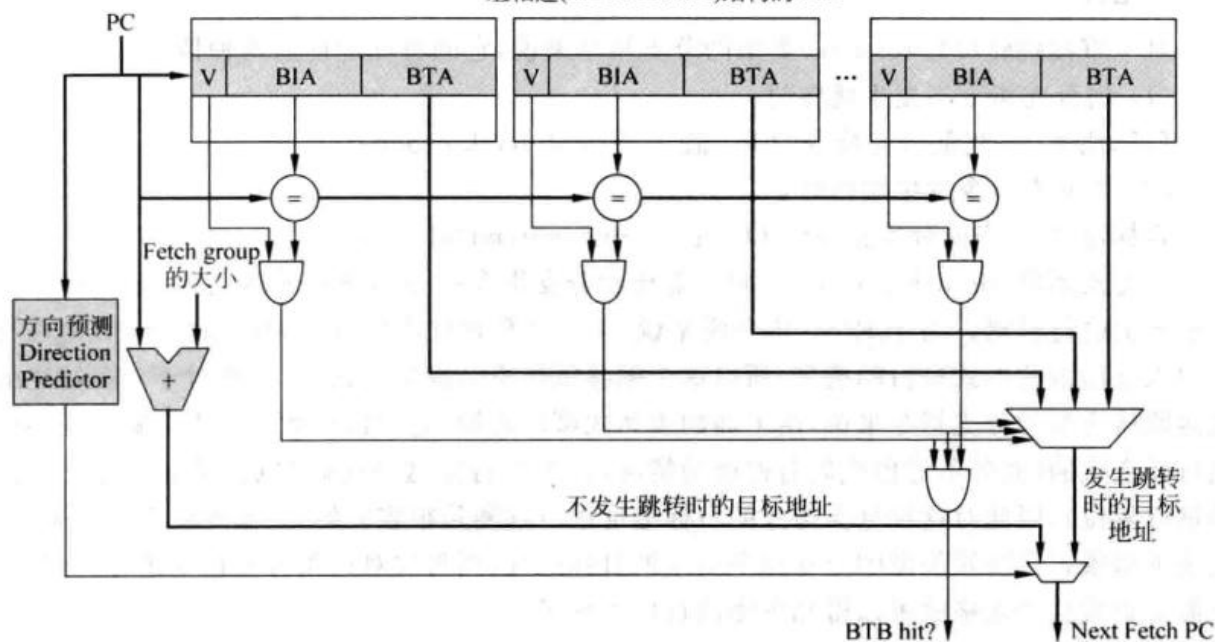 PC
V BIA BTA
V BIA BTA
...
V BIA BTA
=
=
=
Fetch group
的大小
方向预测
Direction
Predictor
+
不发生跳转时的目标地址
发生跳转
时的目标
地址
BTB hit?
Next Fetch PC